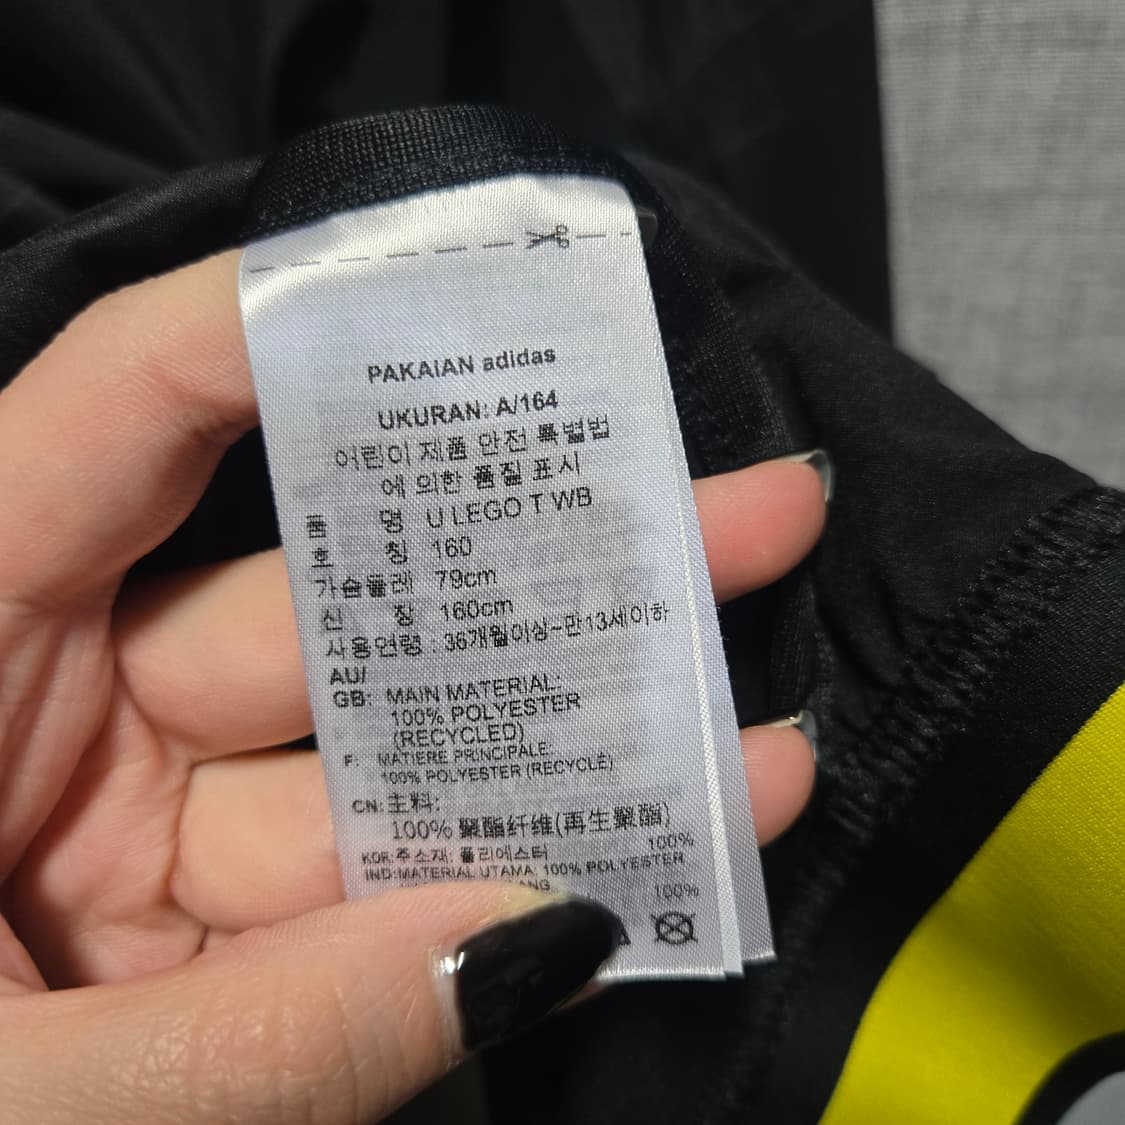 PAKAIAN adidas
UKURAN: A/164
어린이 제품 안전 특별법
에 의한 품질 표시
품 명 U LEGO T WB
호 칭 160
가슴둘레 79cm
신 장 160cm
사용연령 : 36개월이상~만13세이하
AU/
GB: MAIN MATERIAL:
100% POLYESTER
(RECYCLED)
F: MATIERE PRINCIPALE:
100% POLYESTER (RECYCLÉ)
CN: 主料:
100% 聚酯纤维(再生聚酯)
KOR: 주소재: 폴리에스터 100%
IND: MATERIAL UTAMA: 100% POLYESTER
100%